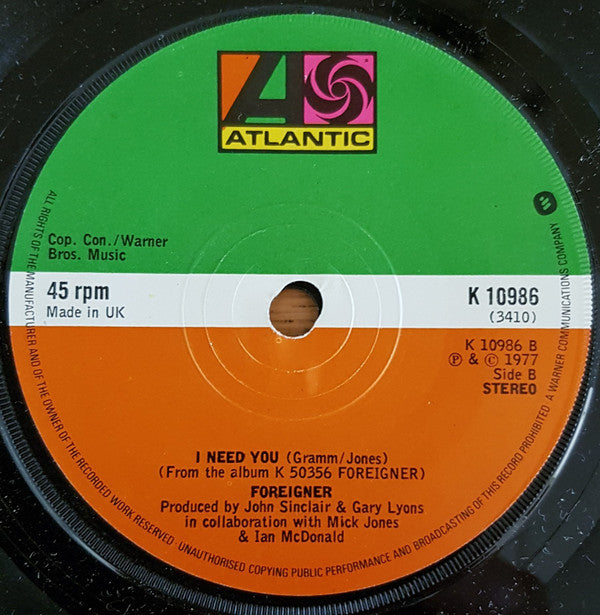 ATLANTIC
Cop. Con./Warner
Bros. Music
45 rpm
Made in UK
K 10986
(3410)
K 10986 B
Ⓟ & © 1977
Side B
STEREO
I NEED YOU (Gramm/Jones)
(From the album K 50356 FOREIGNER)
FOREIGNER
Produced by John Sinclair & Gary Lyons
in collaboration with Mick Jones
& Ian McDonald
ALL RIGHTS OF THE MANUFACTURER AND OF THE OWNER OF THE RECORDED WORK RESERVED UNAUTHORISED COPYING PUBLIC PERFORMANCE AND BROADCASTING OF THIS RECORD PROHIBITED A WARNER COMMUNICATIONS COMPANY